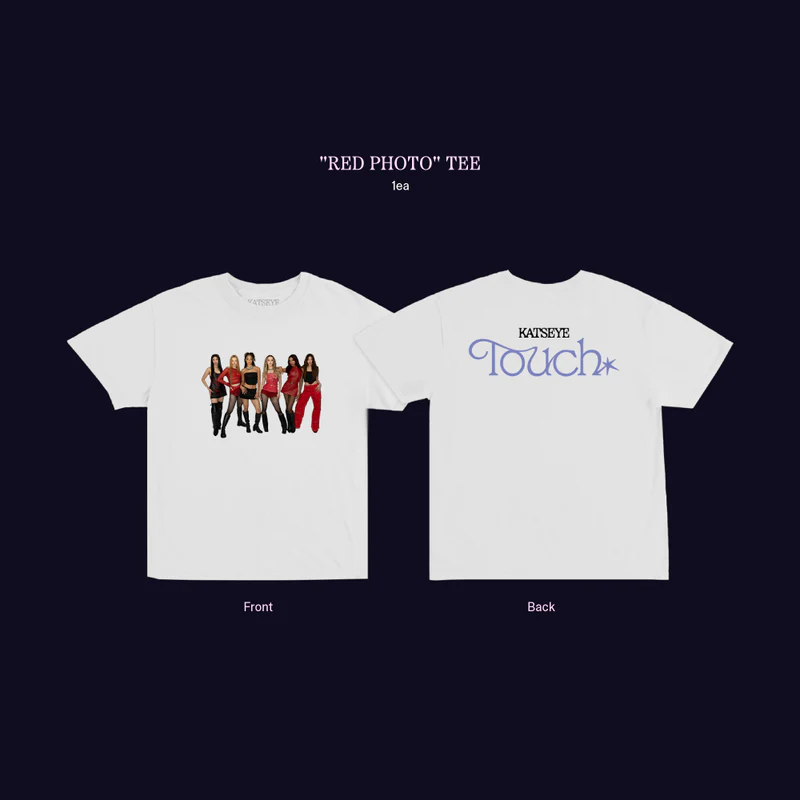 "RED PHOTO" TEE
1ea
KATSEYE
KATSEYE
Touch
Front
Back